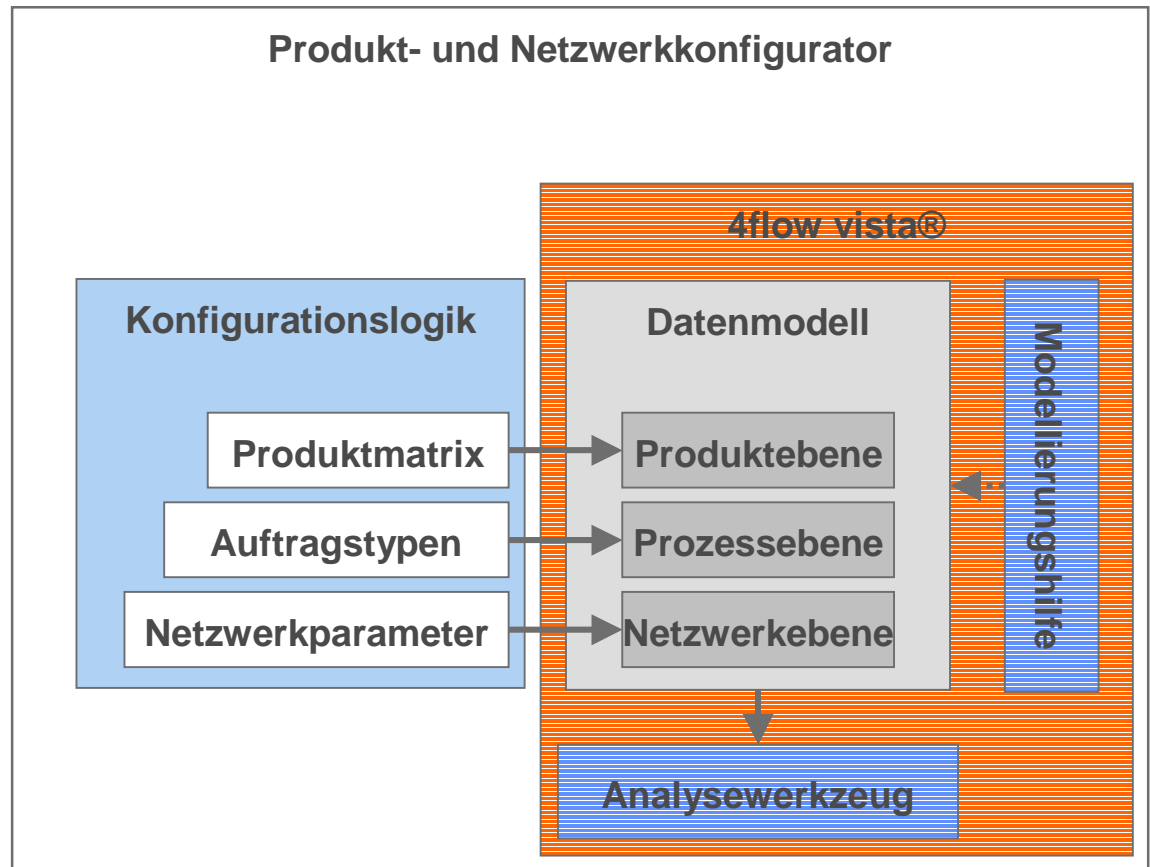 Produkt- und Netzwerkkonfigurator
4flow vista®
Konfigurationslogik
Datenmodell
Modellierungshilfe
Produktmatrix
Produktebene
Auftragstypen
Prozessebene
Netzwerkparameter
Netzwerkebene
Analysewerkzeug